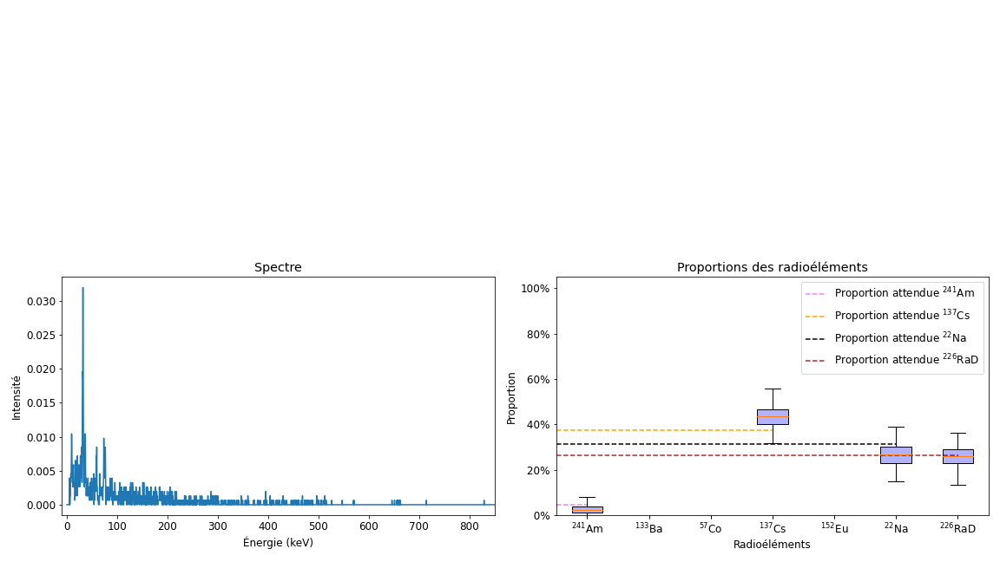 Spectre
0.030
0.025
0.020
0.015
0.010
0.005
0.000
Intensité
0 100 200 300 400 500 600 700 800
Énergie (keV)
Proportions des radioéléments
100%
80%
60%
40%
20%
0%
Proportion
Proportion attendue ²⁴¹Am
Proportion attendue ¹³⁷Cs
Proportion attendue ²²Na
Proportion attendue ²²⁶RaD
²⁴¹Am ¹³³Ba ⁵⁷Co ¹³⁷Cs ¹⁵²Eu ²²Na ²²⁶RaD
Radioéléments